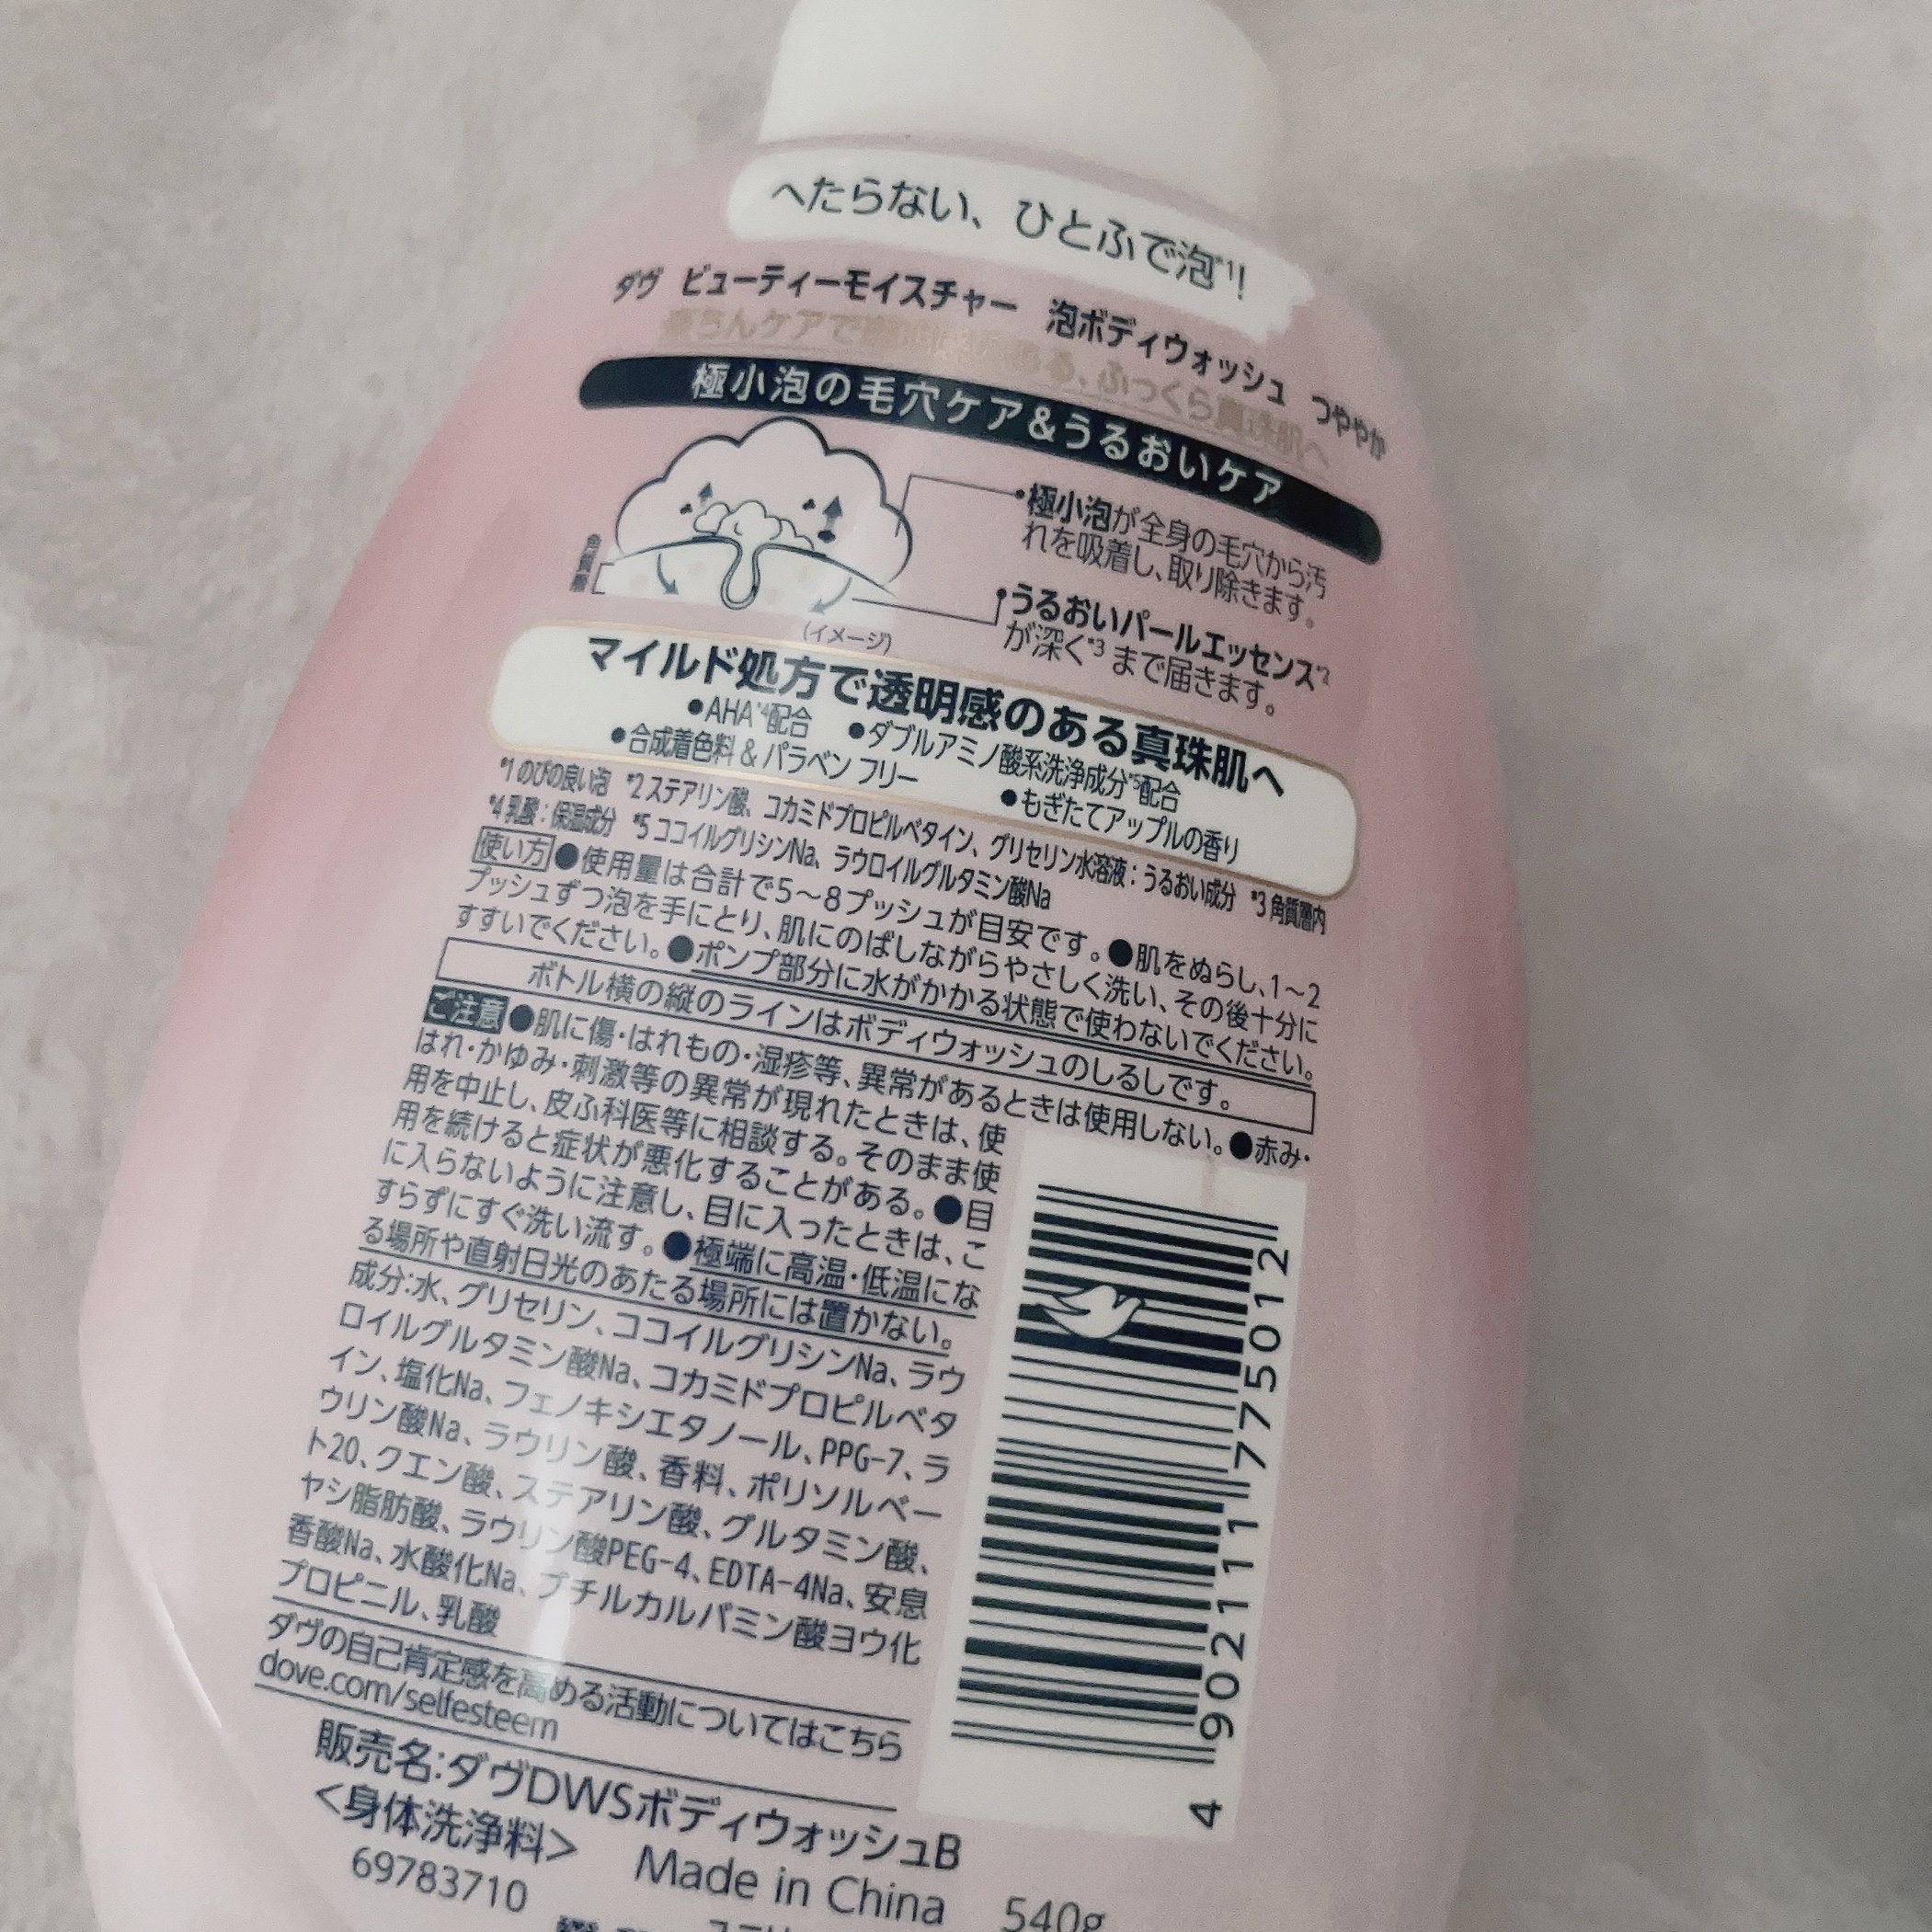 へたらない、ひとふで泡*1!
ダヴ ビューティーモイスチャー 泡ボディウォッシュ つややか
極小泡の毛穴ケア&うるおいケア
•極小泡が全身の毛穴から汚
れを吸着し、取り除きます。
•うるおいパールエッセンス*2
が深く*3まで届きます。
(イメージ)
マイルド処方で透明感のある真珠肌へ
●AHA*4配合 ●ダブルアミノ酸系洗浄成分*5配合
●合成着色料 & パラベン フリー ●もぎたてアップルの香り
*1 のびの良い泡 *2 ステアリン酸、コカミドプロピルベタイン、グリセリン水溶液：うるおい成分 *3 角質層内
*4 乳酸：保湿成分 *5 ココイルグリシンNa、ラウロイルグルタミン酸Na
使い方●使用量は合計で5～8プッシュが目安です。●肌をぬらし、1～2
プッシュずつ泡を手にとり、肌にのばしながらやさしく洗い、その後十分に
すすいでください。●ポンプ部分に水がかかる状態で使わないでください。
ボトル横の縦のラインはボディウォッシュのしるしです。
ご注意●肌に傷・はれもの・湿疹等、異常があるときは使用しない。●赤み・
はれ・かゆみ・刺激等の異常が現れたときは、使
用を中止し、皮ふ科医等に相談する。そのまま使
用を続けると症状が悪化することがある。●目
に入らないように注意し、目に入ったときは、こ
すらずにすぐ洗い流す。●極端に高温・低温にな
る場所や直射日光のあたる場所には置かない。
成分:水、グリセリン、ココイルグリシンNa、ラウ
ロイルグルタミン酸Na、コカミドプロピルベタ
イン、塩化Na、フェノキシエタノール、PPG-7、ラ
ウリン酸Na、ラウリン酸、香料、ポリソルベー
ト20、クエン酸、ステアリン酸、グルタミン酸、
ヤシ脂肪酸、ラウリン酸PEG-4、EDTA-4Na、安息
香酸Na、水酸化Na、ブチルカルバミン酸ヨウ化
プロピニル、乳酸
ダヴの自己肯定感を高める活動についてはこちら
dove.com/selfesteem
販売名:ダヴDWSボディウォッシュB
<身体洗浄料>
69783710 Made in China 540g
4 902111 775012